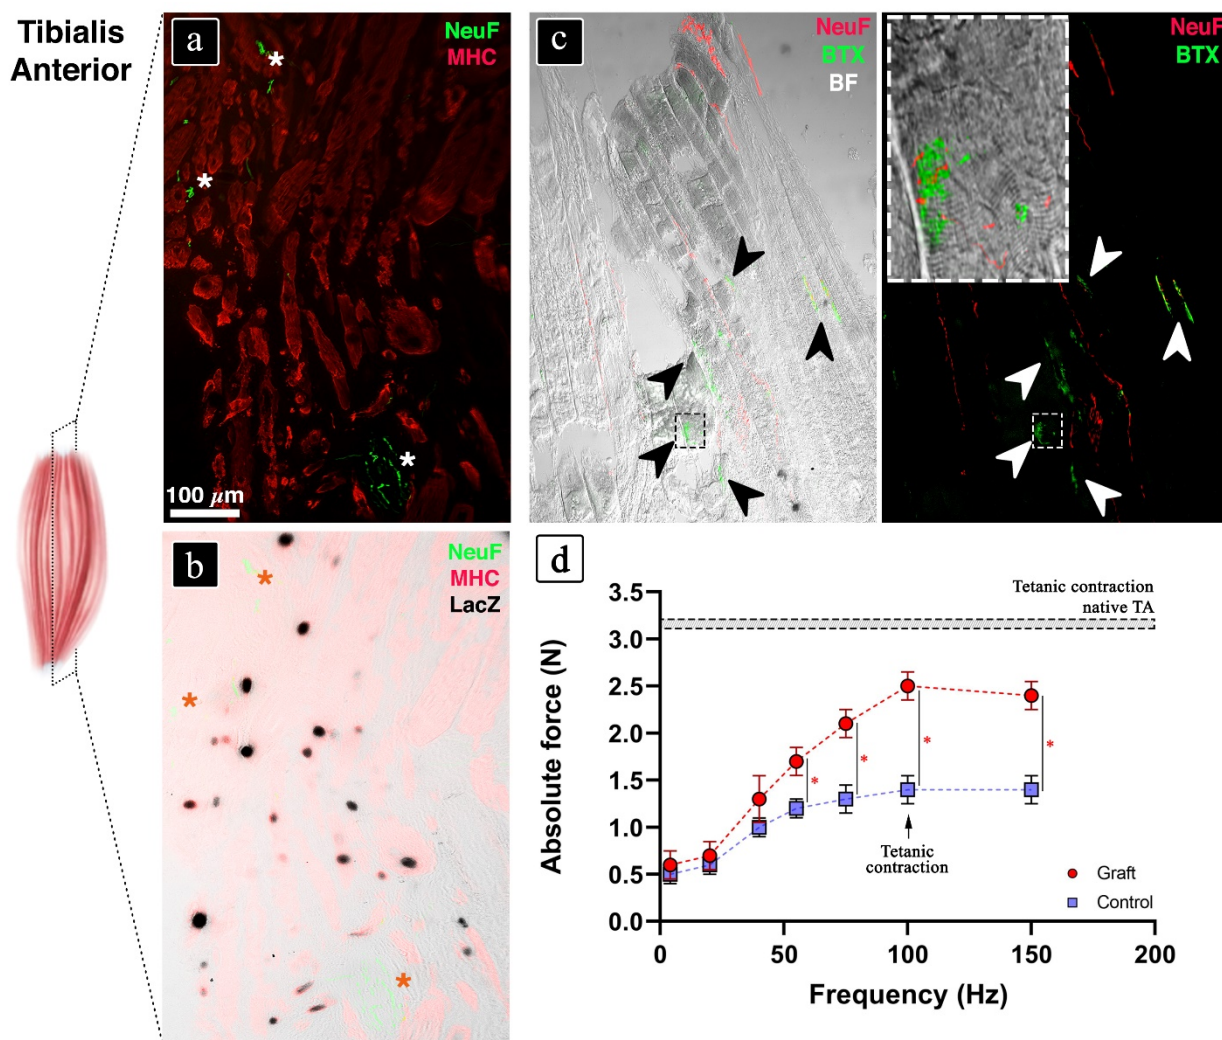 Tibialis
Anterior
a
NeuF
MHC
*
*
*
100 µm
c
NeuF
BTX
BF
NeuF
BTX
b
NeuF
MHC
LacZ
*
*
*
d
Tetanic contraction
native TA
Absolute force (N)
3.5
3.0
2.5
2.0
1.5
1.0
0.5
0.0
*
*
*
*
Tetanic
contraction
Graft
Control
0 50 100 150 200
Frequency (Hz)